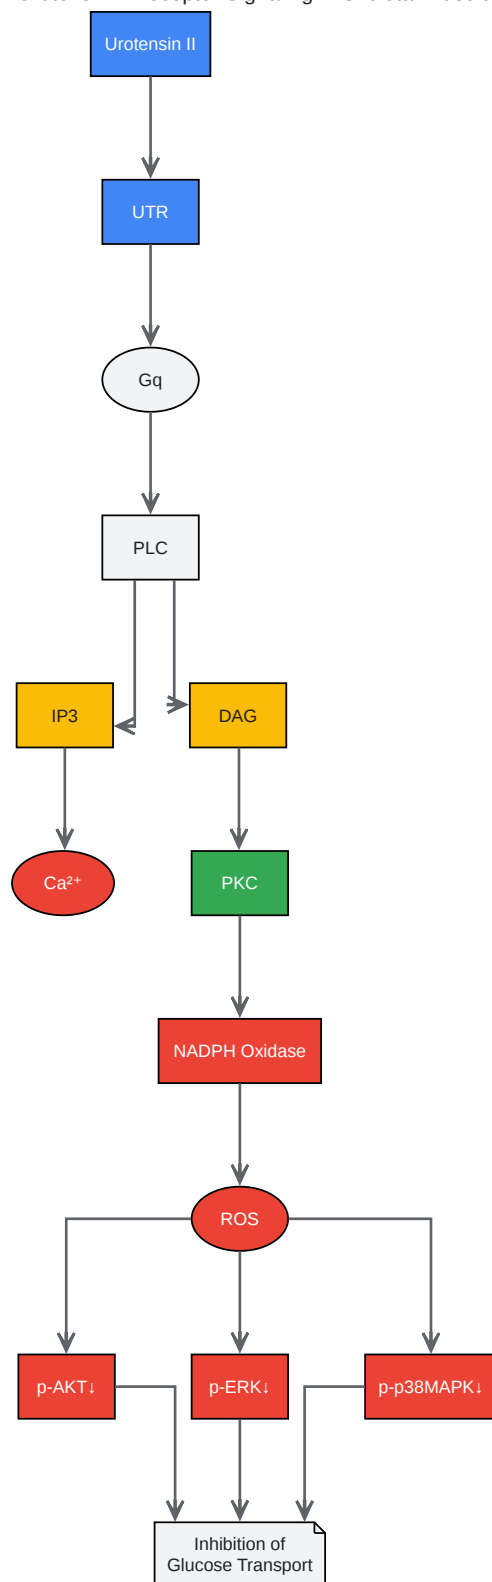 Urotensin II
UTR
Gq
PLC
IP3
DAG
Ca²⁺
PKC
NADPH Oxidase
ROS
p-AKT↓
p-ERK↓
p-p38MAPK↓
Inhibition of
Glucose Transport